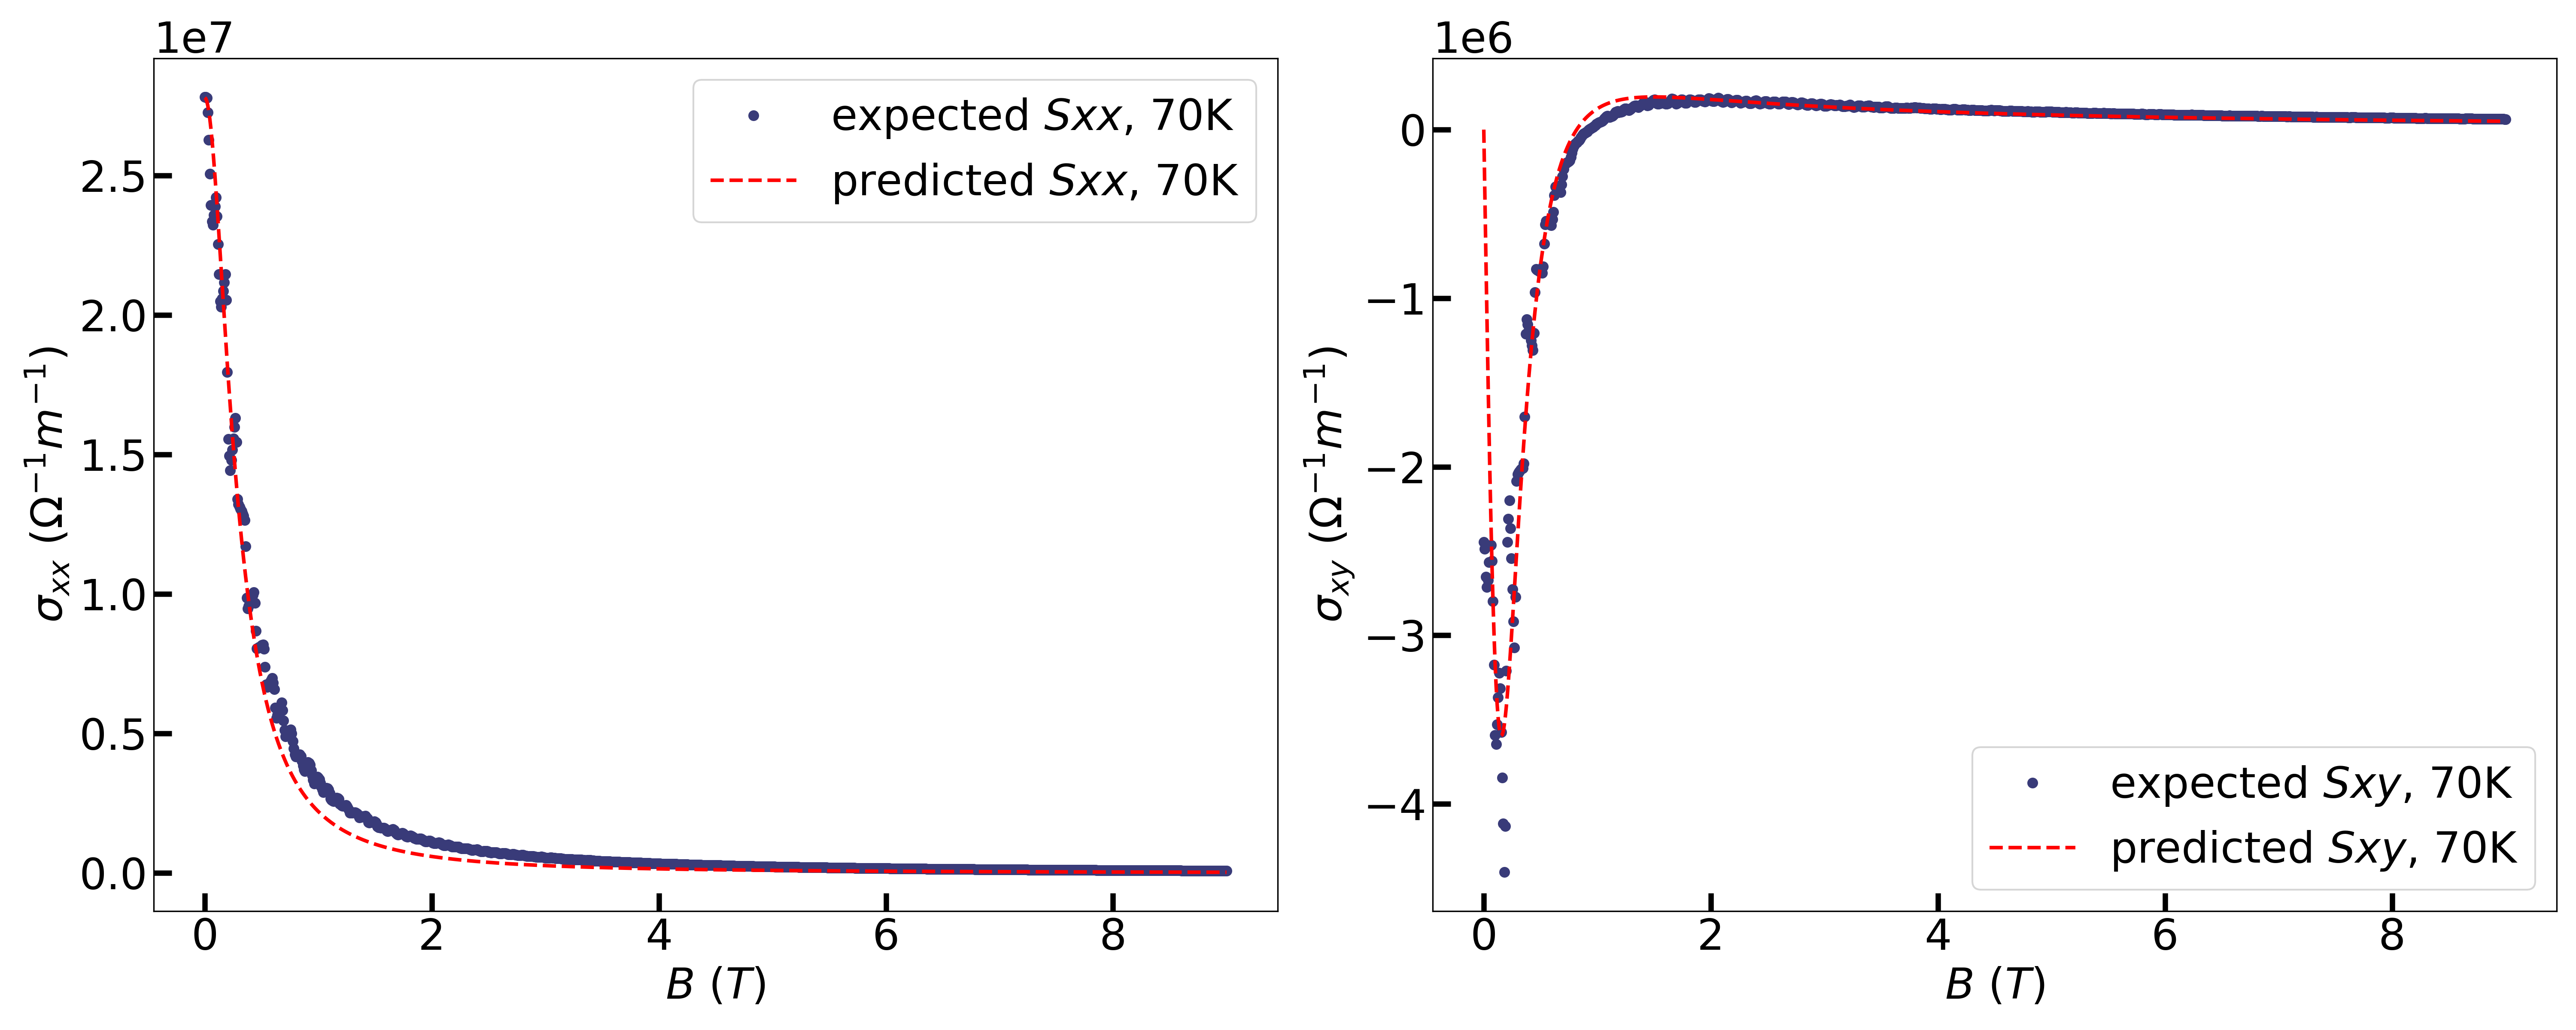 1e7
expected Sxx, 70K
predicted Sxx, 70K
2.5
2.0
1.5
1.0
0.5
0.0
σxx (Ω⁻¹m⁻¹)
0 2 4 6 8
B (T)
1e6
0
−1
−2
−3
−4
σxy (Ω⁻¹m⁻¹)
expected Sxy, 70K
predicted Sxy, 70K
0 2 4 6 8
B (T)